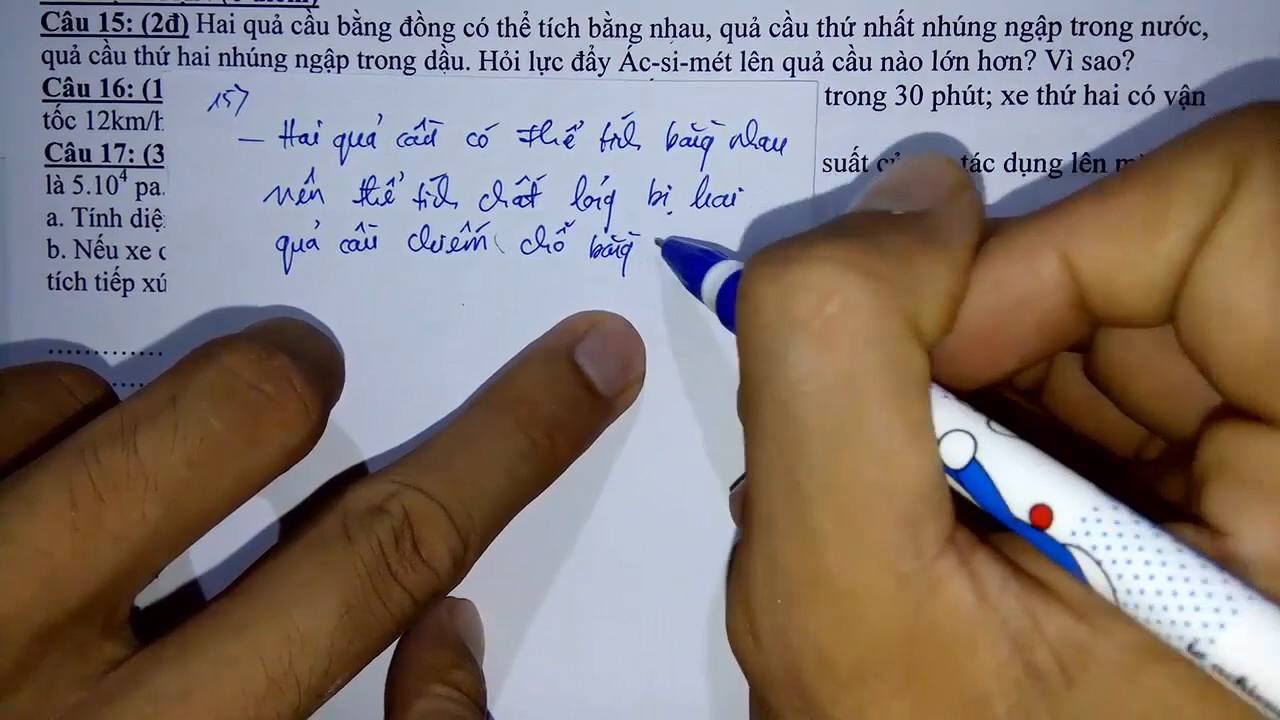 Câu 15: (2đ) Hai quả cầu bằng đồng có thể tích bằng nhau, quả cầu thứ nhất nhúng ngập trong nước,
quả cầu thứ hai nhúng ngập trong dầu. Hỏi lực đẩy Ác-si-mét lên quả cầu nào lớn hơn? Vì sao?
Câu 16: (1 trong 30 phút; xe thứ hai có vận
tốc 12km/h
Câu 17: (3 suất tác dụng lên
là 5.10⁴ pa.
a. Tính diệ
b. Nếu xe c
tích tiếp xú
15)
- Hai quả cầu có thể tích bằng nhau
nên thể tích chất lỏng bị hai
quả cầu chiếm chỗ bằng